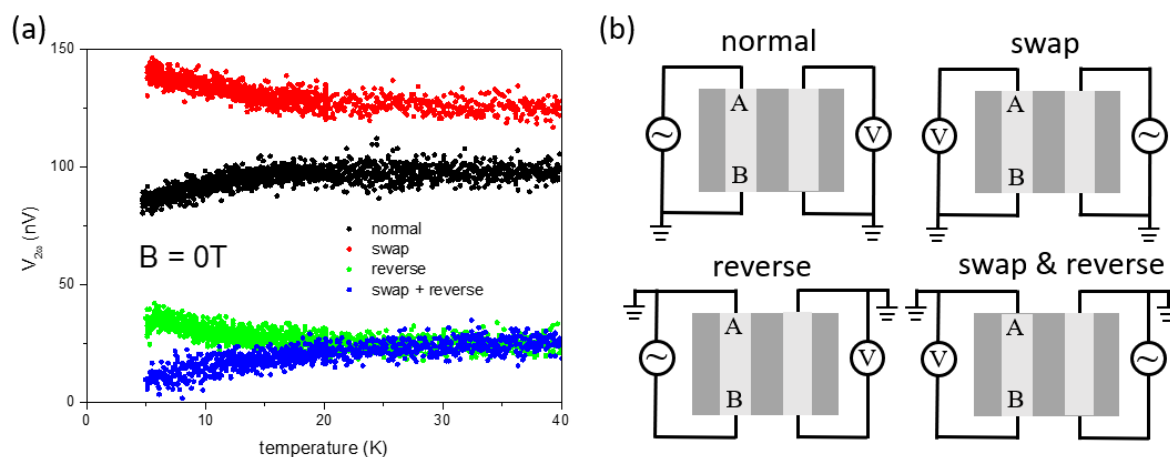 (a)
150
100
50
0
V2ω (nV)
B = 0T
normal
swap
reverse
swap + reverse
0
10
20
30
40
temperature (K)
(b)
normal
A
B
~
V
swap
A
B
V
~
reverse
A
B
~
V
swap & reverse
A
B
V
~